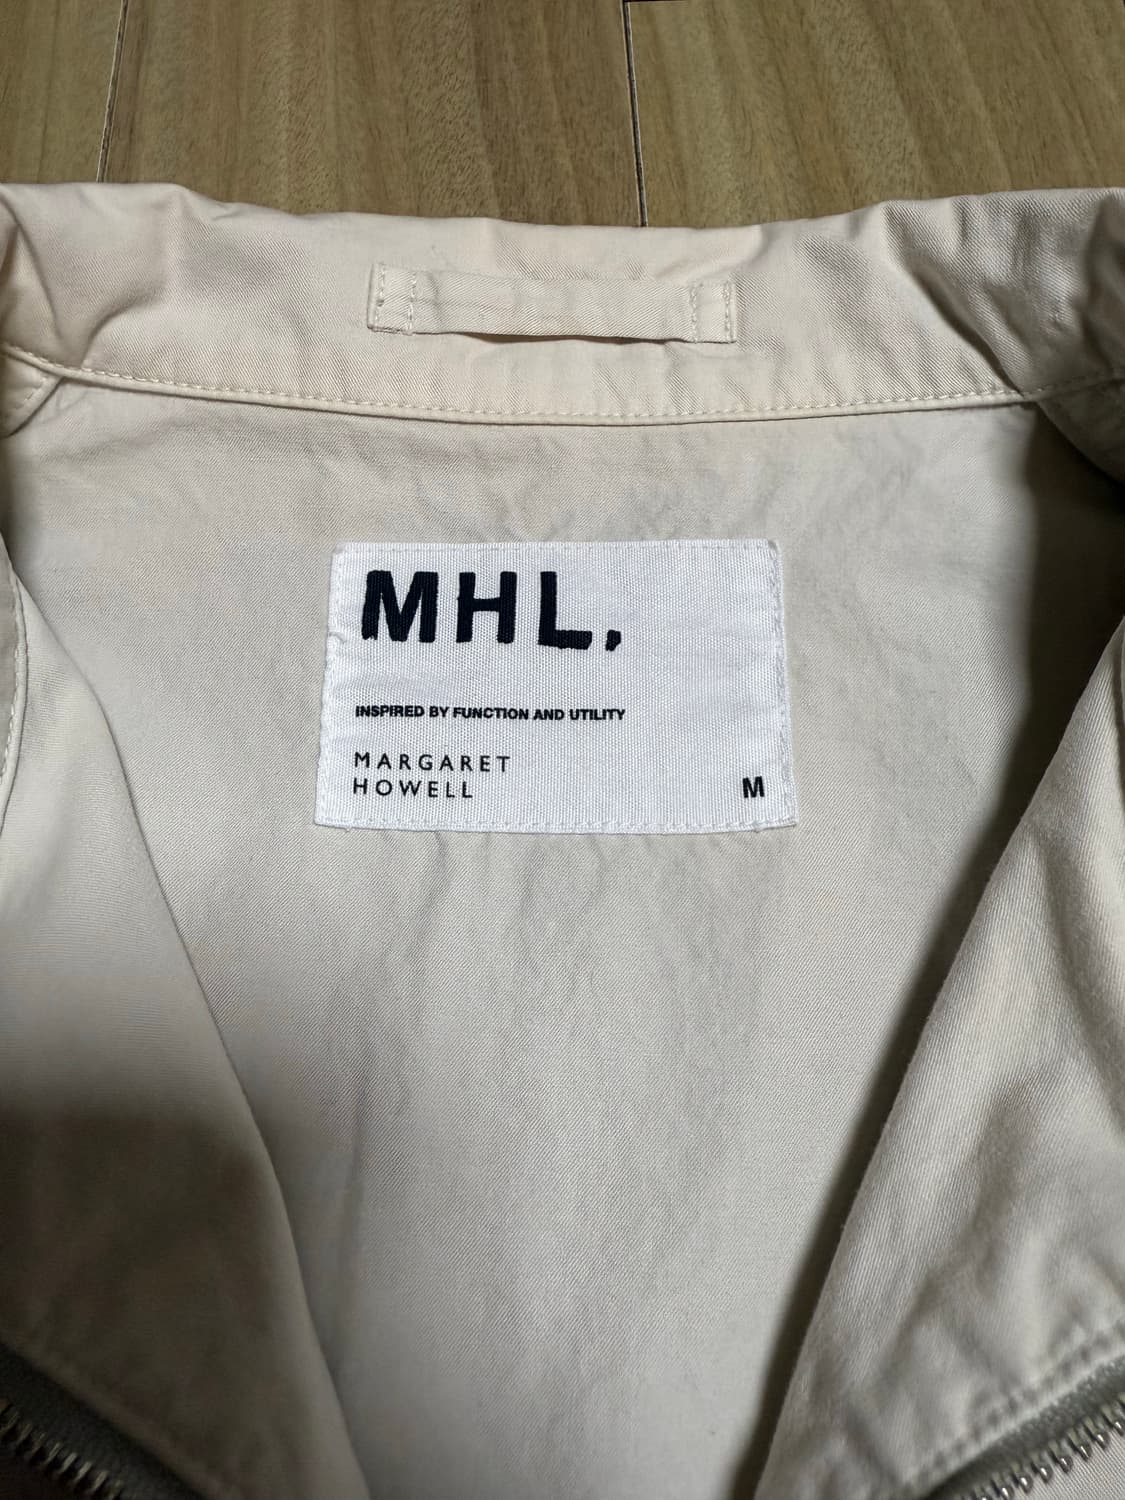 MHL.
INSPIRED BY FUNCTION AND UTILITY
MARGARET
HOWELL
M